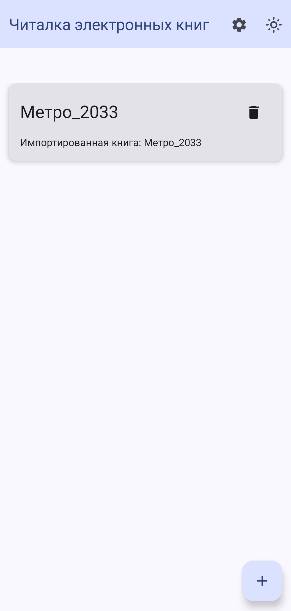 Читалка электронных книг
Метро_2033
Импортированная книга: Метро_2033
+